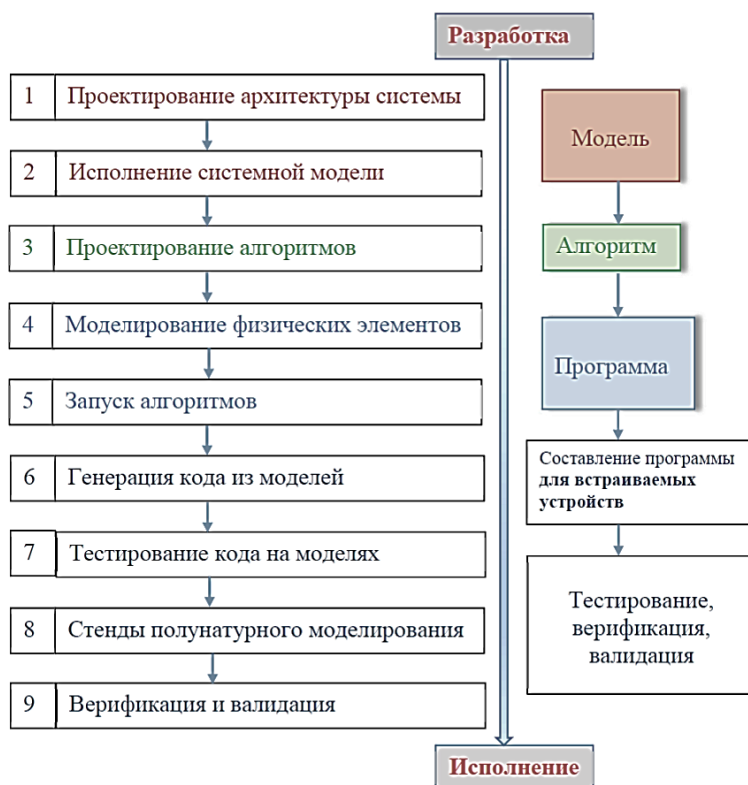 Разработка
1 Проектирование архитектуры системы
2 Исполнение системной модели
3 Проектирование алгоритмов
4 Моделирование физических элементов
5 Запуск алгоритмов
6 Генерация кода из моделей
7 Тестирование кода на моделях
8 Стенды полунатурного моделирования
9 Верификация и валидация
Модель
Алгоритм
Программа
Составление программы
для встраиваемых
устройств
Тестирование,
верификация,
валидация
Исполнение